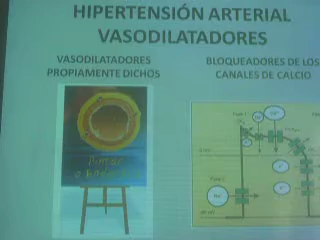 HIPERTENSIÓN ARTERIAL
VASODILATADORES
VASODILATADORES
PROPIAMENTE DICHOS
BLOQUEADORES DE LOS
CANALES DE CALCIO